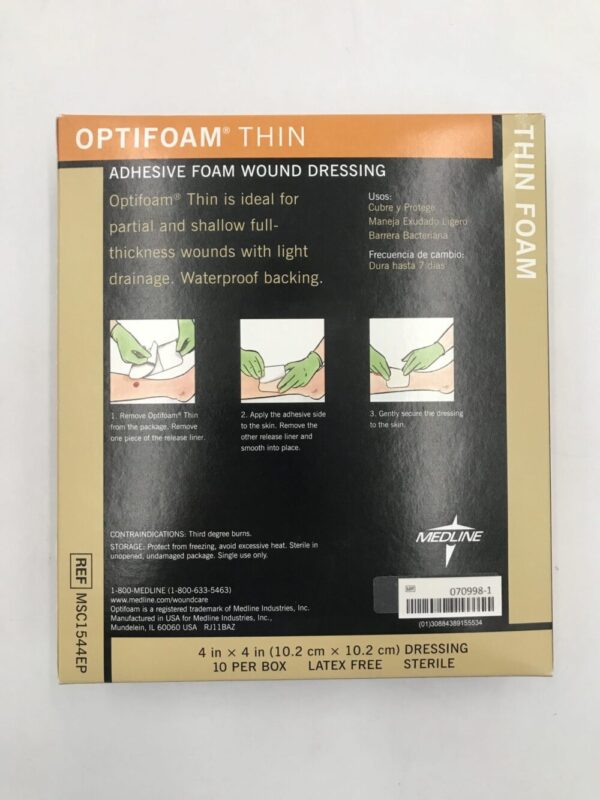 OPTIFOAM® THIN
THIN FOAM
ADHESIVE FOAM WOUND DRESSING
Optifoam® Thin is ideal for
partial and shallow full-
thickness wounds with light
drainage. Waterproof backing.
Usos:
Cubre y Protege
Maneja Exudado Ligero
Barrera Bacteriana
Frecuencia de cambio:
Dura hasta 7 días
1. Remove Optifoam® Thin
from the package. Remove
one piece of the release liner.
2. Apply the adhesive side
to the skin. Remove the
other release liner and
smooth into place.
3. Gently secure the dressing
to the skin.
CONTRAINDICATIONS: Third degree burns.
STORAGE: Protect from freezing, avoid excessive heat. Sterile in
unopened, undamaged package. Single use only.
MEDLINE
1-800-MEDLINE (1-800-633-5463)
www.medline.com/woundcare
Optifoam is a registered trademark of Medline Industries, Inc.
Manufactured in USA for Medline Industries, Inc.,
Mundelein, IL 60060 USA RJ11BAZ
070998-1
(01)30884389155534
REF MSC1544EP
4 in × 4 in (10.2 cm × 10.2 cm) DRESSING
10 PER BOX LATEX FREE STERILE